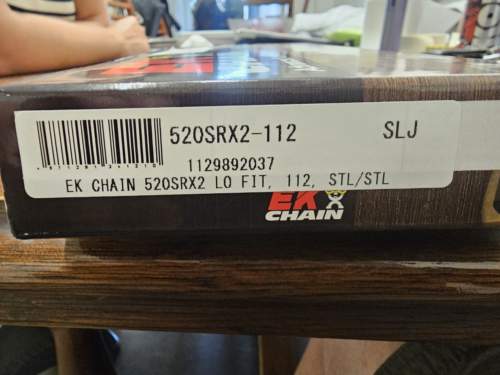 520SRX2-112 SLJ
1129892037
EK CHAIN 520SRX2 LO FIT, 112, STL/STL
EK
CHAIN